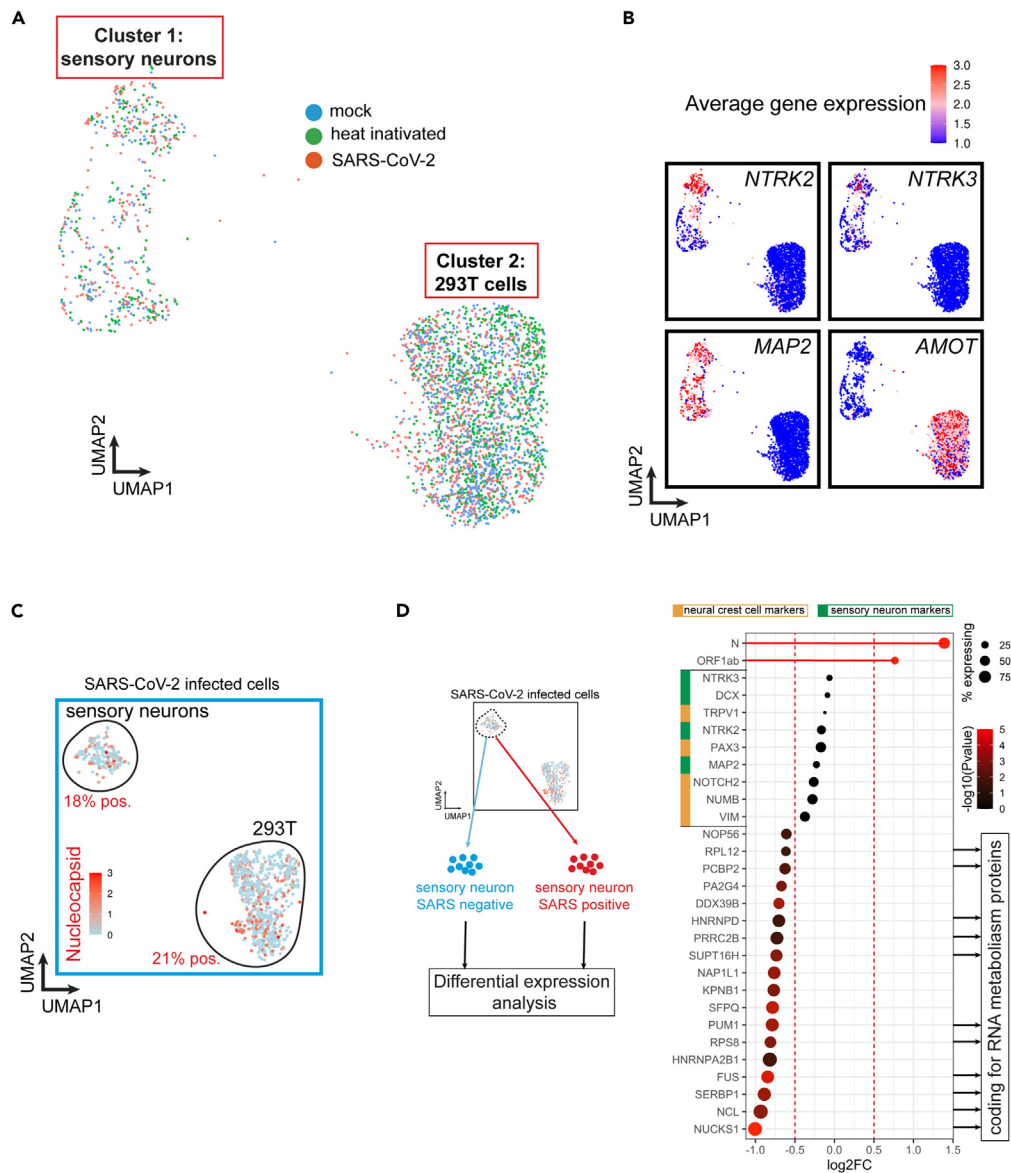 A
Cluster 1:
sensory neurons
mock
heat inativated
SARS-CoV-2
Cluster 2:
293T cells
UMAP2
UMAP1
B
Average gene expression
3.0
2.5
2.0
1.5
1.0
NTRK2
NTRK3
MAP2
AMOT
UMAP2
UMAP1
C
SARS-CoV-2 infected cells
sensory neurons
18% pos.
293T
Nucleocapsid
3
2
1
0
21% pos.
UMAP2
UMAP1
D
SARS-CoV-2 infected cells
UMAP2
UMAP1
sensory neuron
SARS negative
sensory neuron
SARS positive
Differential expression
analysis
neural crest cell markers
sensory neuron markers
N
ORF1ab
NTRK3
DCX
TRPV1
NTRK2
PAX3
MAP2
NOTCH2
NUMB
VIM
NOP56
RPL12
PCBP2
PA2G4
DDX39B
HNRNPD
PRRC2B
SUPT16H
NAP1L1
KPNB1
SFPQ
PUM1
RPS8
HNRNPA2B1
FUS
SERBP1
NCL
NUCKS1
-1.0
-0.5
0.0
0.5
1.0
1.5
log2FC
% expressing
25
50
75
-log10(Pvalue)
5
4
3
2
1
0
coding for RNA metaboliasm proteins